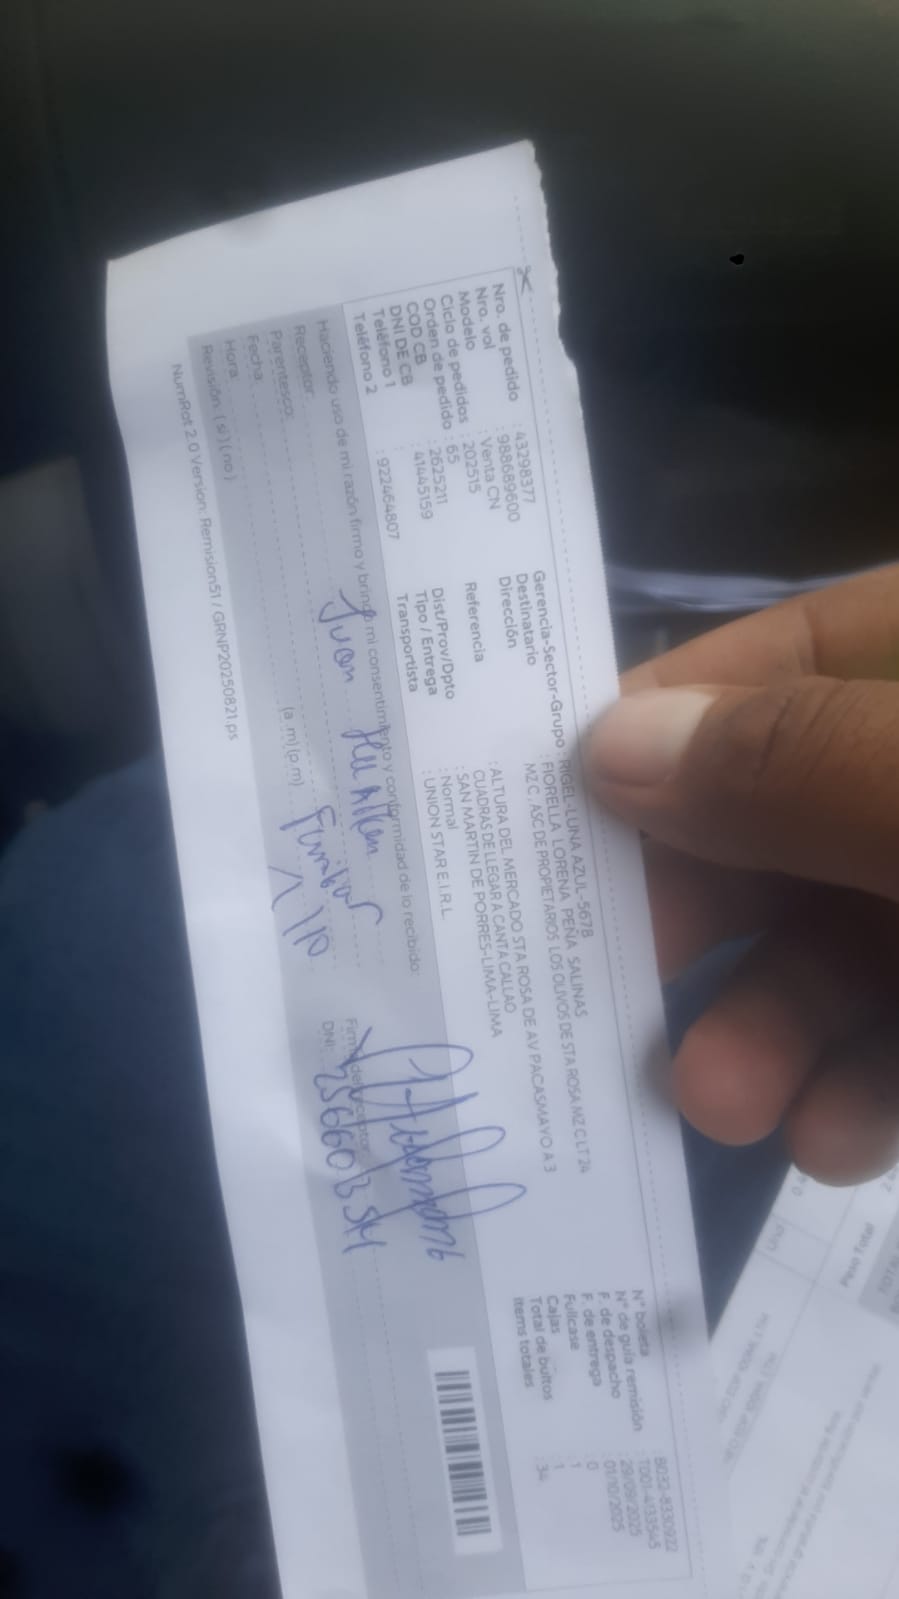 Nro. de pedido : 43298377
Nro. vol : 988689600
Modelo : Venta CN
Ciclo de pedidos : 202515
Orden de pedido : 65
COD CB : 2625211
DNI DE CB : 41445159
Teléfono 1 :
Teléfono 2 : 922464807
Gerencia-Sector-Grupo : RIGEL-LUNA AZUL-5678
Destinatario : FIORELLA LORENA PEÑA SALINAS
Dirección MZ C , ASC DE PROPIETARIOS LOS OLIVOS DE STA ROSA MZ C LT 24
Referencia : ALTURA DEL MERCADO STA ROSA DE AV PACASMAYO A 3
CUADRAS DE LLEGAR A CANTA CALLAO
Dist/Prov/Dpto : SAN MARTIN DE PORRES-LIMA-LIMA
Tipo / Entrega : Normal
Transportista : UNION STAR E.I.R.L
N° boleta : B032-8330922
N° de guía remisión : T001-4133545
F. de despacho : 29/09/2025
F. de entrega : 01/10/2025
Fullcase : 0
Cajas : 1
Total de bultos : 1
Items totales : 34
Haciendo uso de mi razón firmo y brindo mi consentimiento y conformidad de lo recibido:
Receptor: Juan
Parentesco:
Fecha: 1/10
Hora: (a.m)(p.m)
Revisión: ( si ) ( no )
Firma del receptor:
DNI:
NumRot 2.0 Version: Remision51 / GRNP20250821.ps
Und
Peso Total